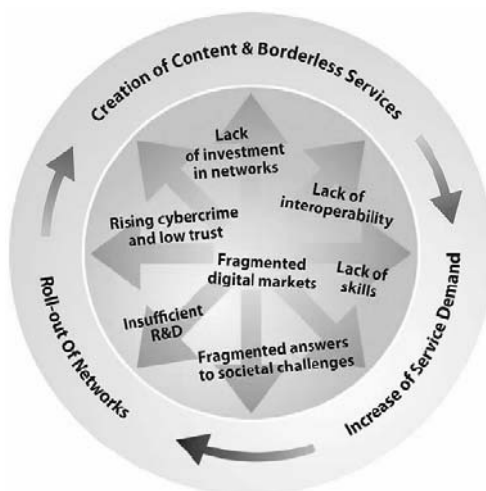 Creation of Content & Borderless Services
Lack
of investment
in networks
Lack of
interoperability
Rising cybercrime
and low trust
Fragmented
digital markets
Lack of
skills
Insufficient
R&D
Fragmented answers
to societal challenges
Roll-out Of Networks
Increase of Service Demand